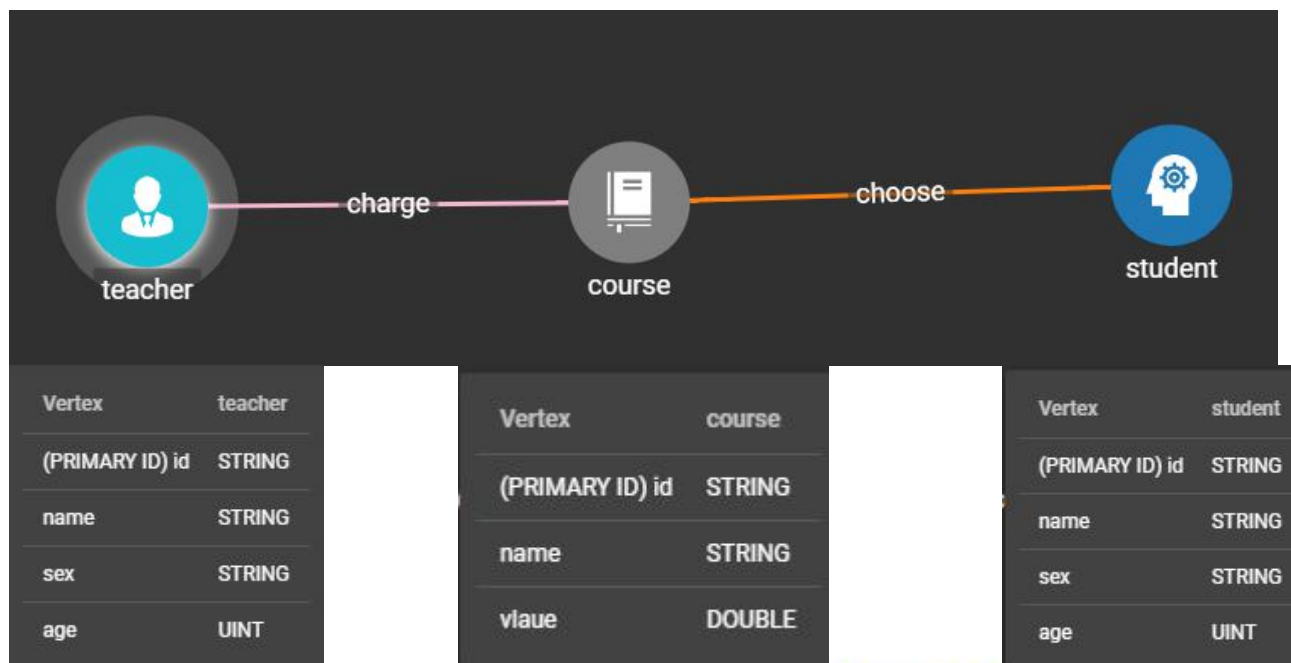 charge
choose
teacher
course
student
Vertex teacher
(PRIMARY ID) id STRING
name STRING
sex STRING
age UINT
Vertex course
(PRIMARY ID) id STRING
name STRING
vlaue DOUBLE
Vertex student
(PRIMARY ID) id STRING
name STRING
sex STRING
age UINT